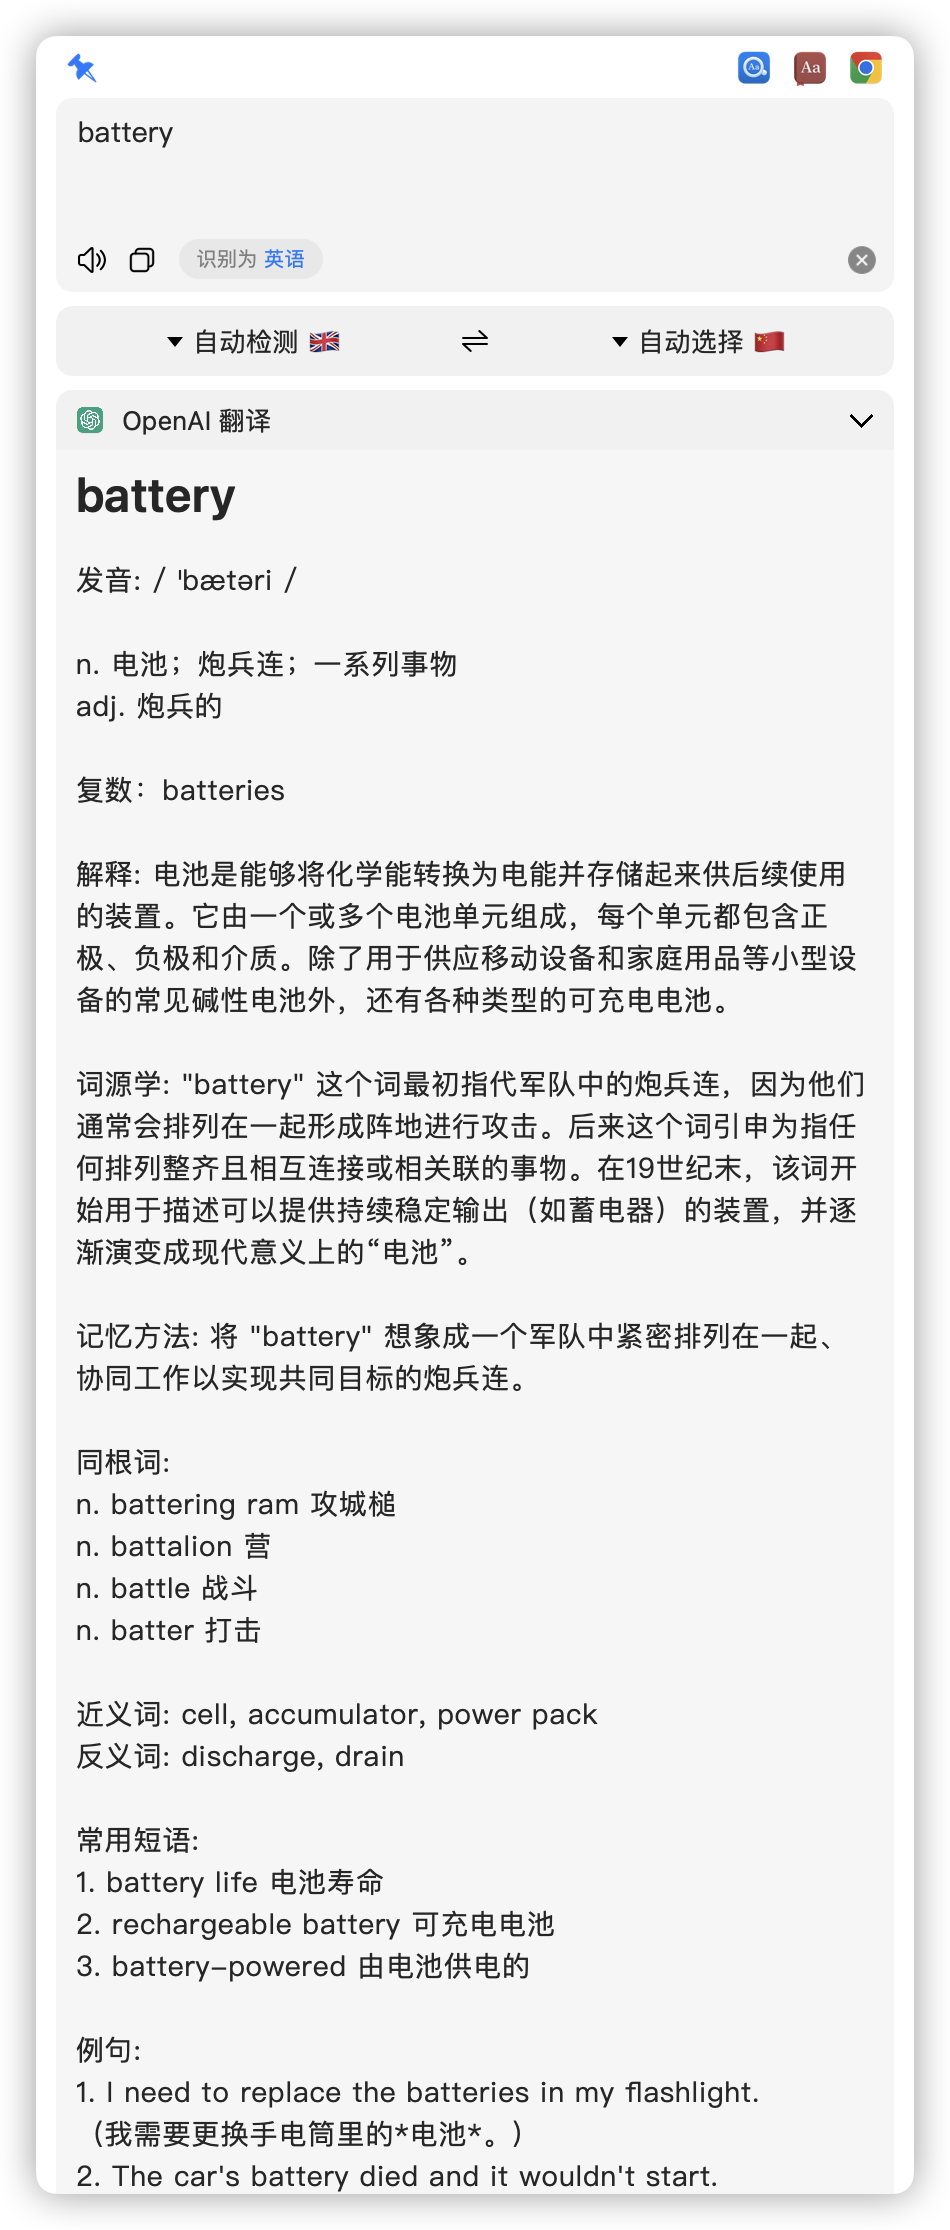 battery
识别为 英语
自动检测
自动选择
OpenAI 翻译
battery
发音: / 'bætəri /
n. 电池；炮兵连；一系列事物
adj. 炮兵的
复数：batteries
解释: 电池是能够将化学能转换为电能并存储起来供后续使用
的装置。它由一个或多个电池单元组成，每个单元都包含正
极、负极和介质。除了用于供应移动设备和家庭用品等小型设
备的常见碱性电池外，还有各种类型的可充电电池。
词源学: "battery" 这个词最初指代军队中的炮兵连，因为他们
通常会排列在一起形成阵地进行攻击。后来这个词引申为指任
何排列整齐且相互连接或相关联的事物。在19世纪末，该词开
始用于描述可以提供持续稳定输出（如蓄电器）的装置，并逐
渐演变成现代意义上的“电池”。
记忆方法: 将 "battery" 想象成一个军队中紧密排列在一起、
协同工作以实现共同目标的炮兵连。
同根词:
n. battering ram 攻城槌
n. battalion 营
n. battle 战斗
n. batter 打击
近义词: cell, accumulator, power pack
反义词: discharge, drain
常用短语:
1. battery life 电池寿命
2. rechargeable battery 可充电电池
3. battery-powered 由电池供电的
例句:
1. I need to replace the batteries in my flashlight.
（我需要更换手电筒里的*电池*。）
2. The car's battery died and it wouldn't start.